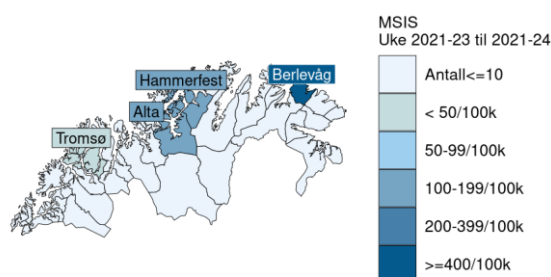 MSIS
Uke 2021-23 til 2021-24
Hammerfest
Berlevåg
Alta
Tromsø
Antall<=10
< 50/100k
50-99/100k
100-199/100k
200-399/100k
>=400/100k